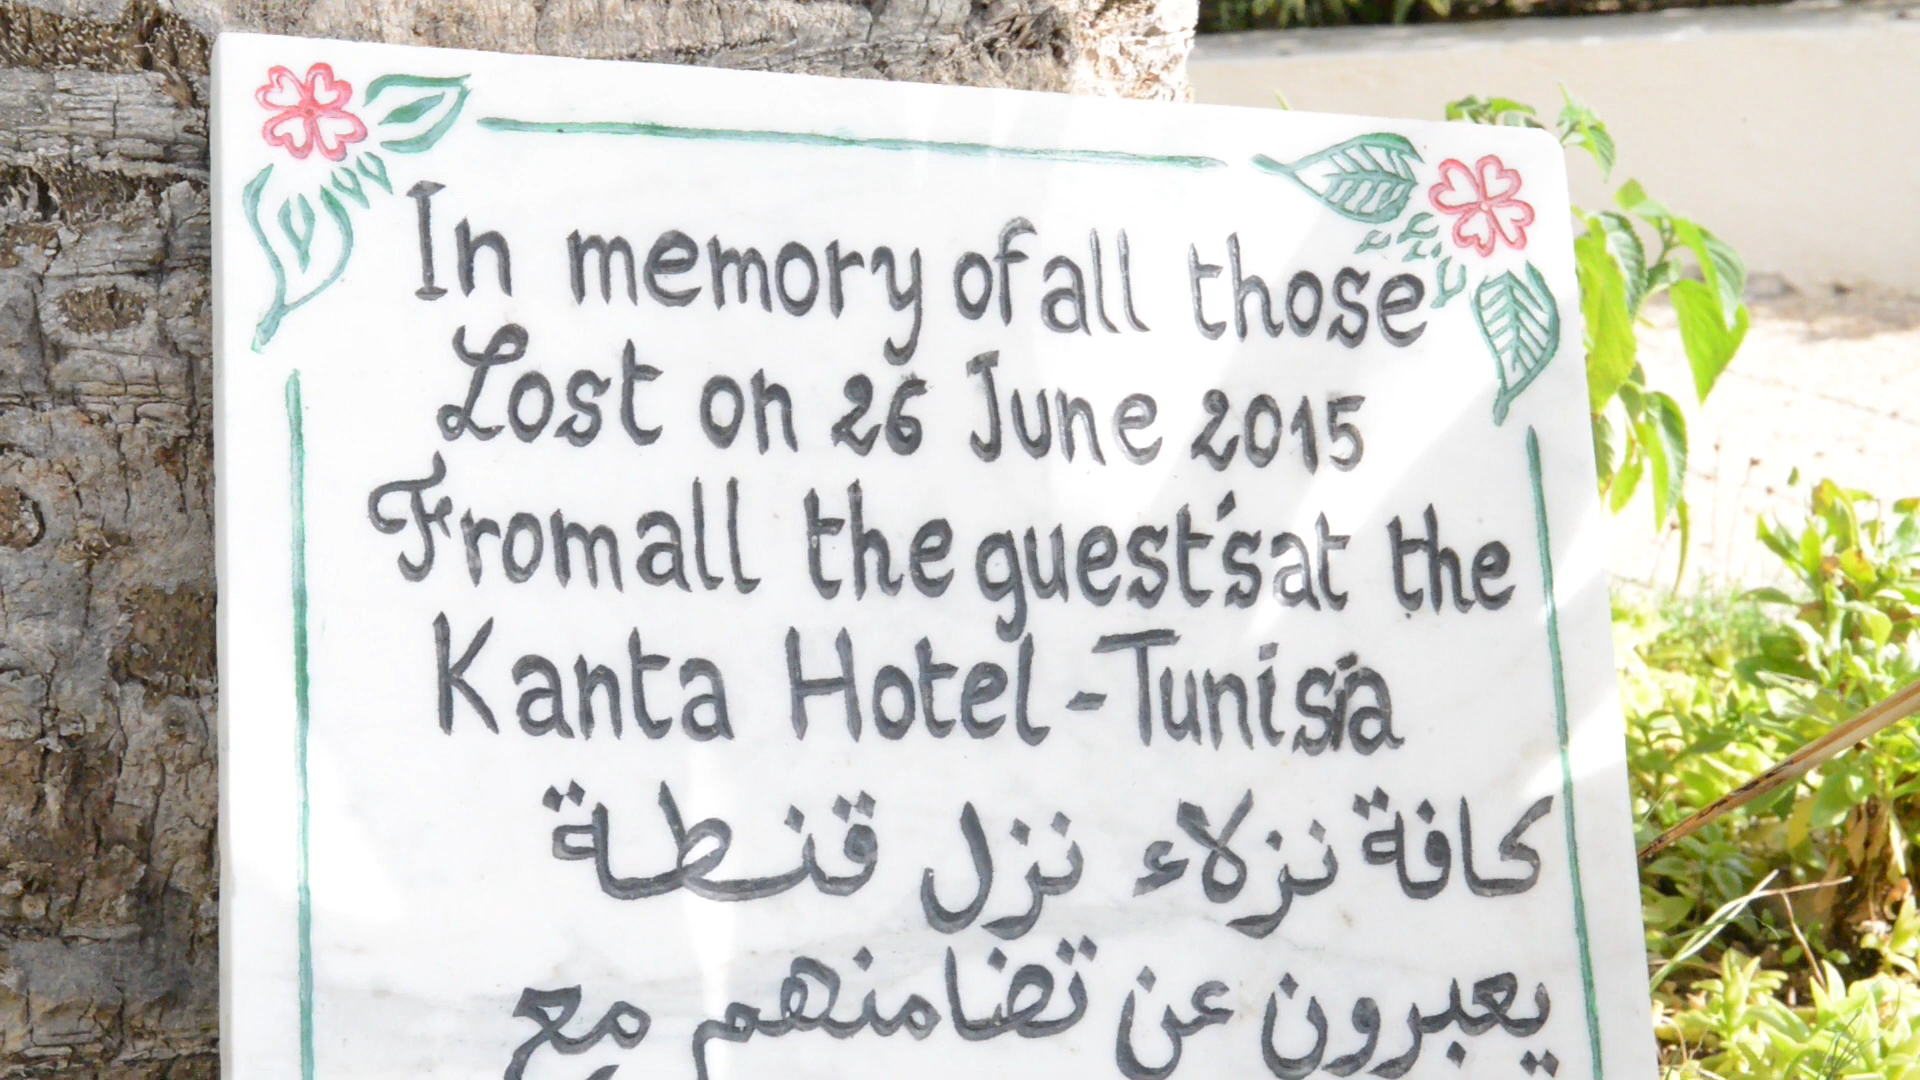 In memory of all those
Lost on 26 June 2015
From all the guest's at the
Kanta Hotel - Tunisia
كافة نزلاء نزل قنطة
يعبرون عن تضامنهم مع